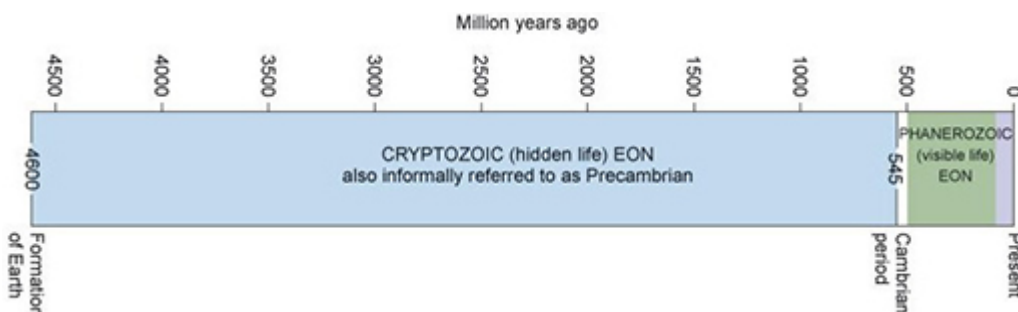 Million years ago
4500
4000
3500
3000
2500
2000
1500
1000
500
0
CRYPTOZOIC (hidden life) EON
also informally referred to as Precambrian
PHANEROZOIC
(visible life)
EON
4600
545
Formation
of Earth
Cambrian
period
Present